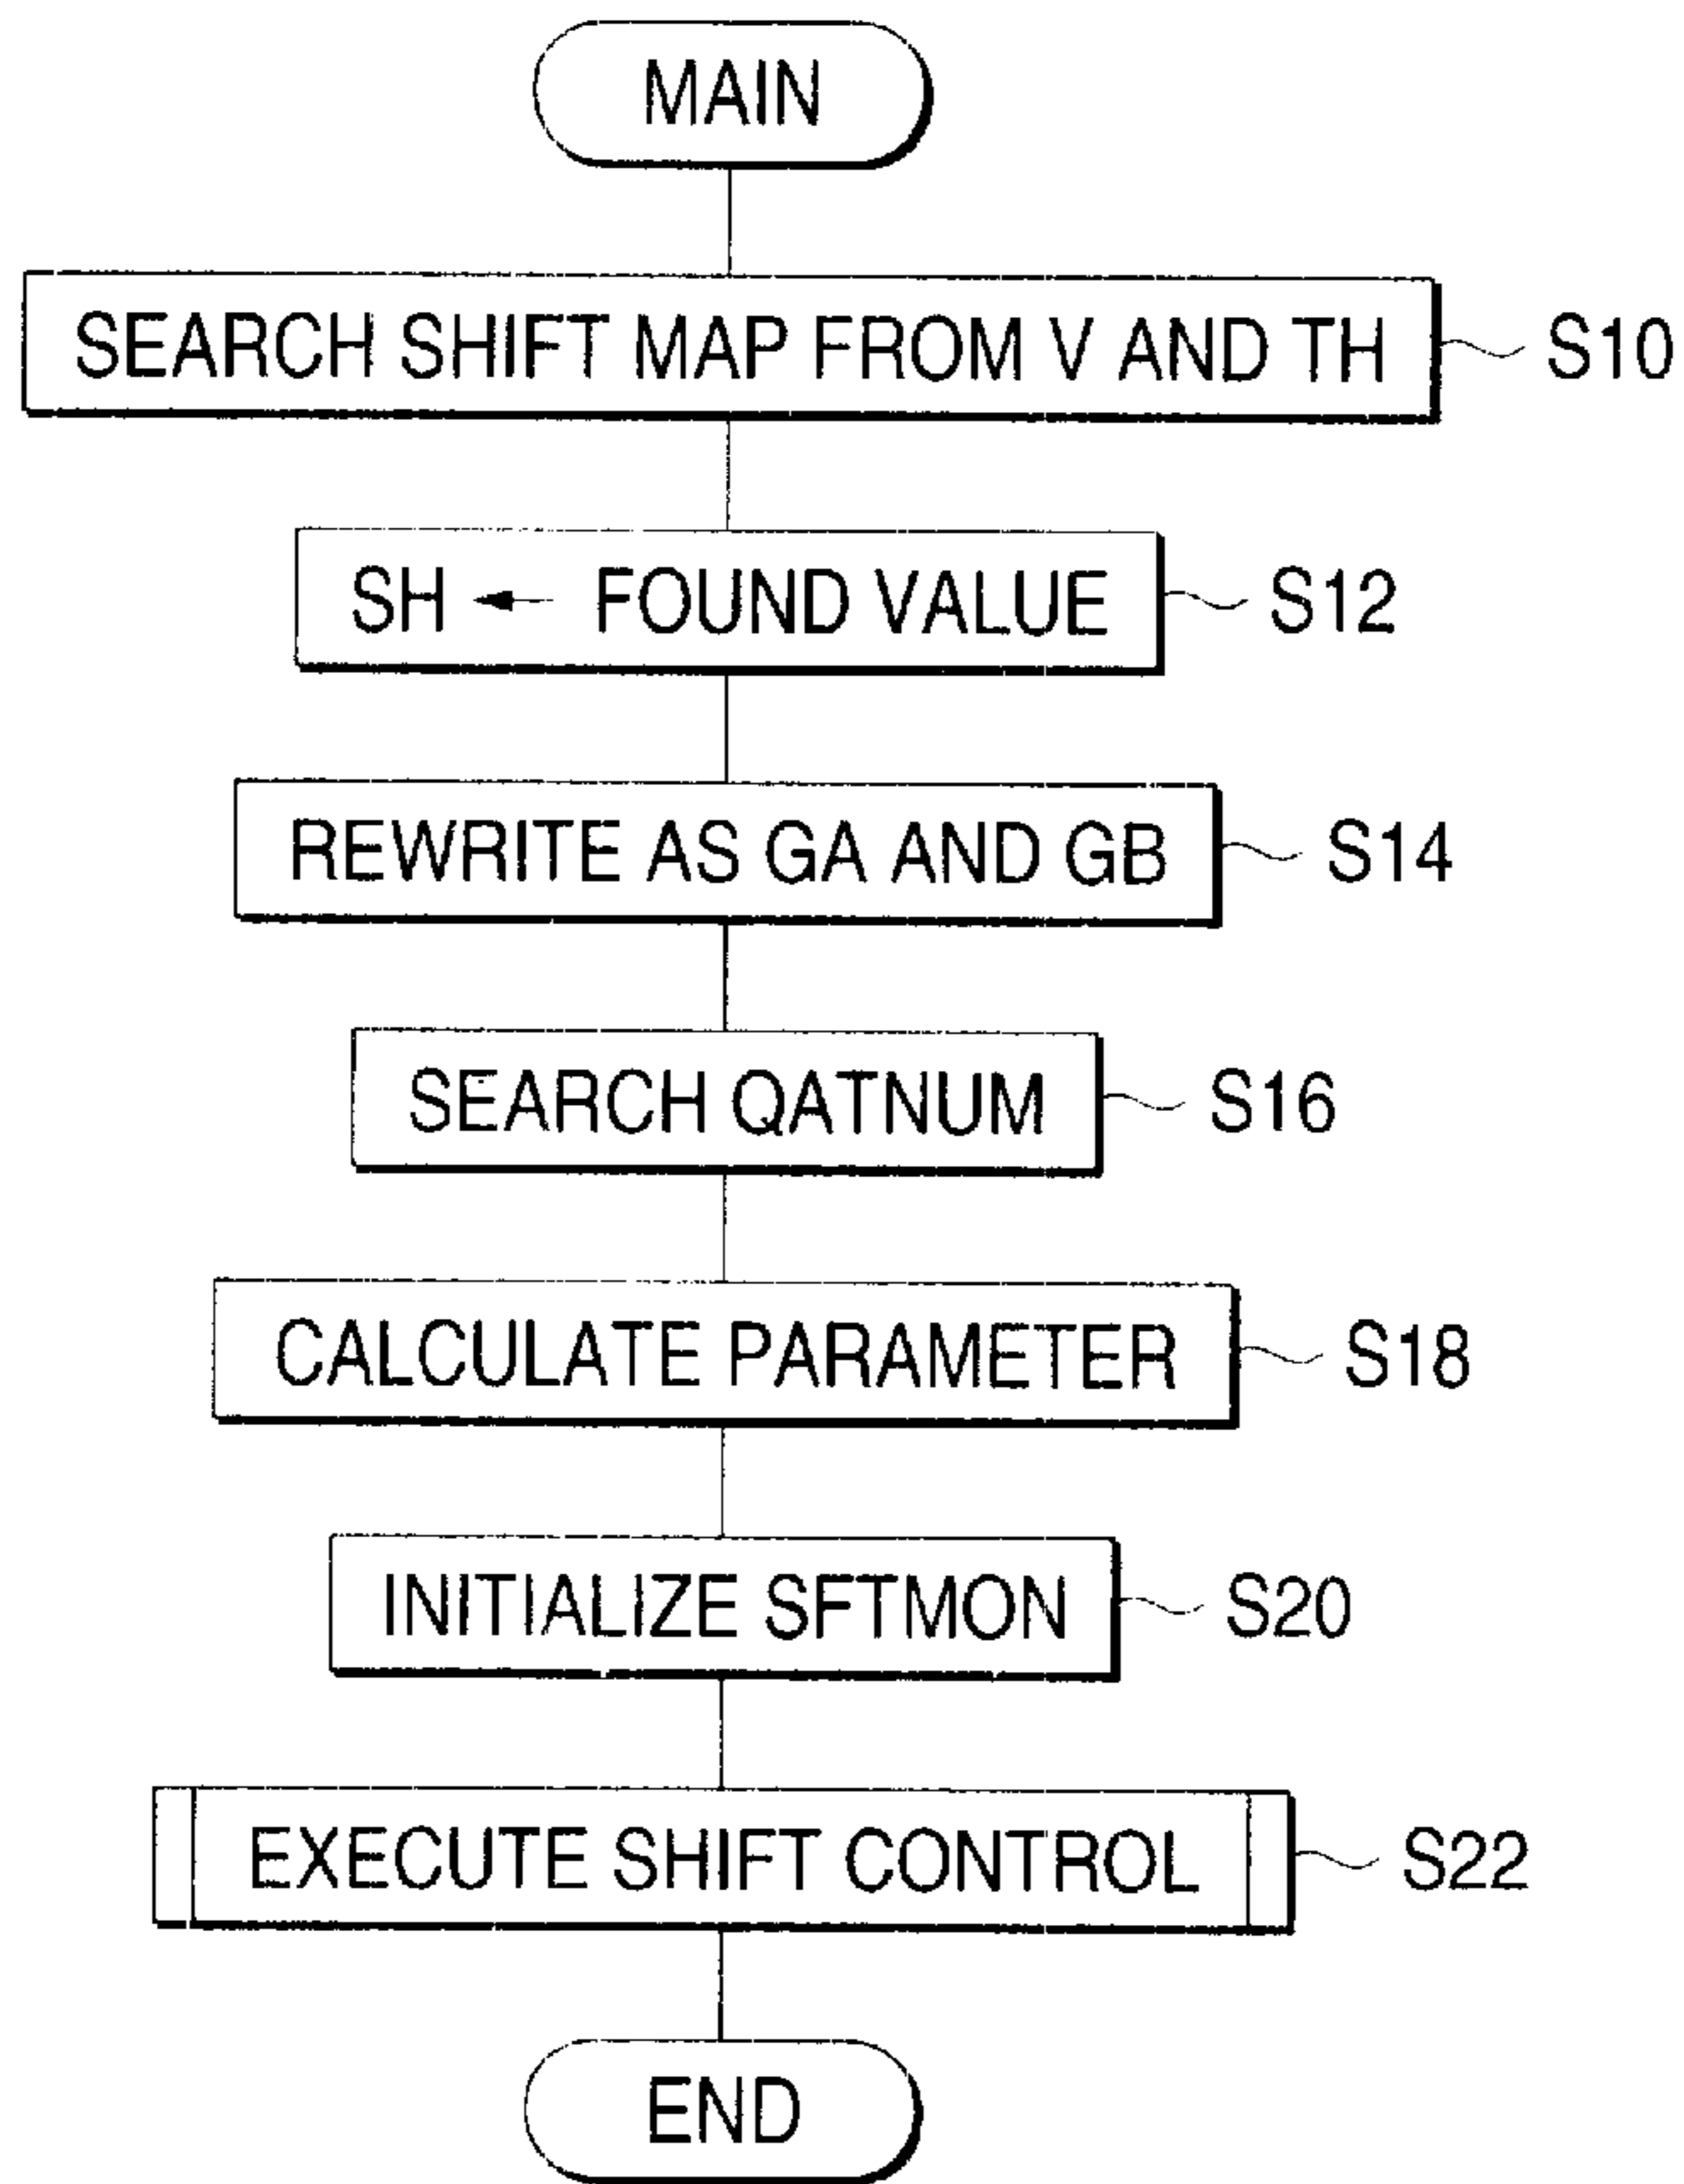 MAIN
SEARCH SHIFT MAP FROM V AND TH S10
SH ← FOUND VALUE S12
REWRITE AS GA AND GB S14
SEARCH QATNUM S16
CALCULATE PARAMETER S18
INITIALIZE SFTMON S20
EXECUTE SHIFT CONTROL S22
END